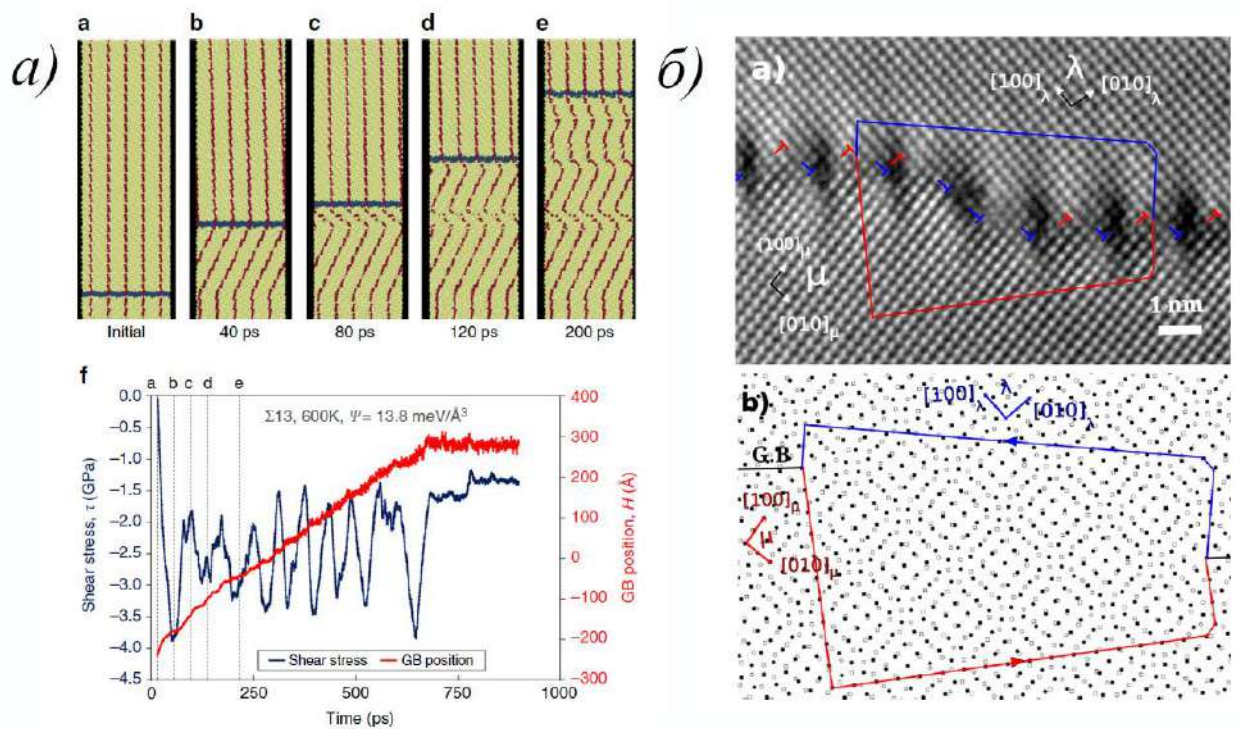 а)
a b c d e
Initial 40 ps 80 ps 120 ps 200 ps
f
a b c d e
Σ13, 600K, Ψ= 13.8 meV/Å³
0.0
−0.5
−1.0
−1.5
−2.0
−2.5
−3.0
−3.5
−4.0
−4.5
Shear stress, τ (GPa)
400
300
200
100
0
−100
−200
−300
GB position, H (Å)
Shear stress GB position
0 250 500 750 1000
Time (ps)
б)
a)
λ
[100]λ [010]λ
[100]μ
μ
[010]μ
1 nm
b)
λ
[100]λ [010]λ
G.B
[100]μ
μ
[010]μ